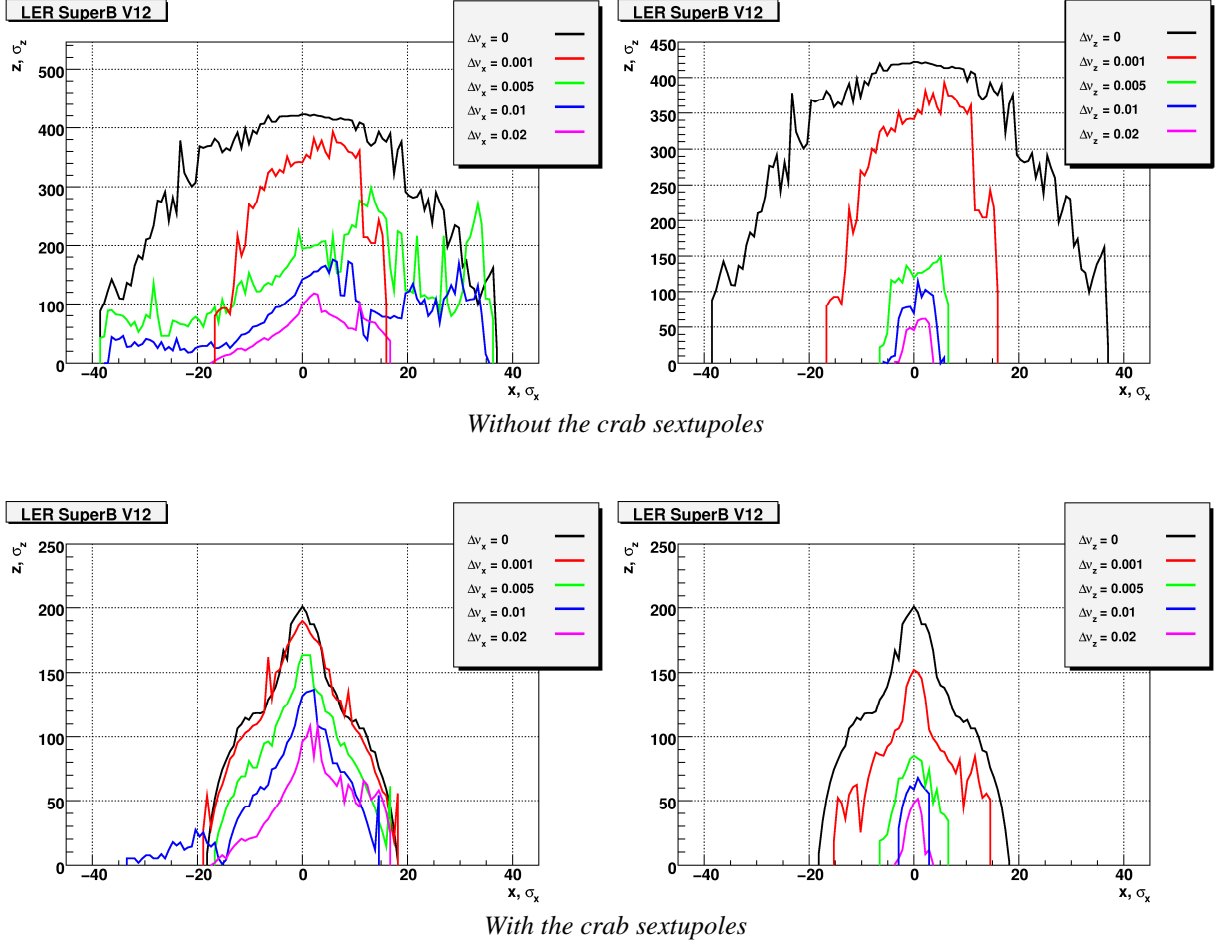 LER SuperB V12
z, σz
Δνx = 0
Δνx = 0.001
Δνx = 0.005
Δνx = 0.01
Δνx = 0.02
500
400
300
200
100
0
−40 −20 0 20 40
x, σx
LER SuperB V12
z, σz
Δνz = 0
Δνz = 0.001
Δνz = 0.005
Δνz = 0.01
Δνz = 0.02
450
400
350
300
250
200
150
100
50
0
−40 −20 0 20 40
x, σx
Without the crab sextupoles
LER SuperB V12
z, σz
Δνx = 0
Δνx = 0.001
Δνx = 0.005
Δνx = 0.01
Δνx = 0.02
250
200
150
100
50
0
−40 −20 0 20 40
x, σx
LER SuperB V12
z, σz
Δνz = 0
Δνz = 0.001
Δνz = 0.005
Δνz = 0.01
Δνz = 0.02
250
200
150
100
50
0
−40 −20 0 20 40
x, σx
With the crab sextupoles